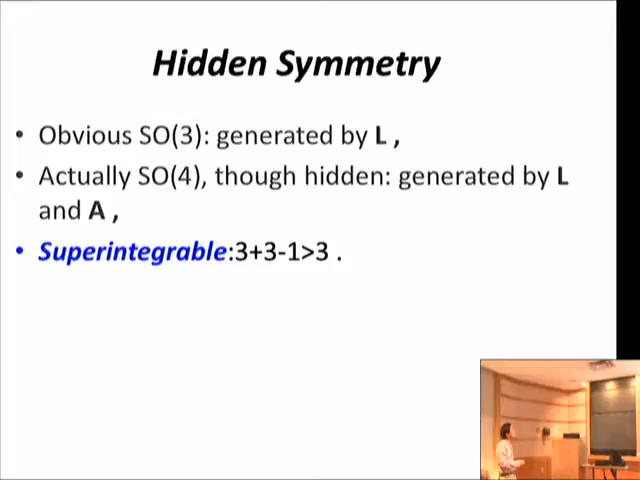 Hidden Symmetry
• Obvious SO(3): generated by L ,
• Actually SO(4), though hidden: generated by L
and A ,
• Superintegrable:3+3-1>3 .